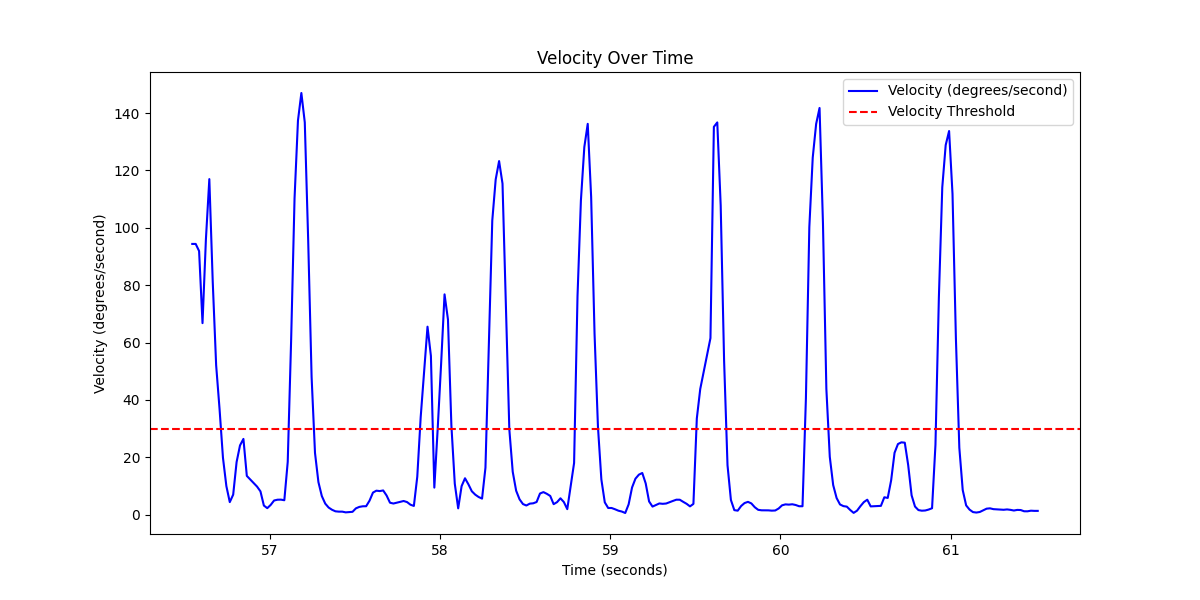 Velocity Over Time
Velocity (degrees/second)
Velocity Threshold
140
120
100
80
60
40
20
0
Velocity (degrees/second)
57
58
59
60
61
Time (seconds)